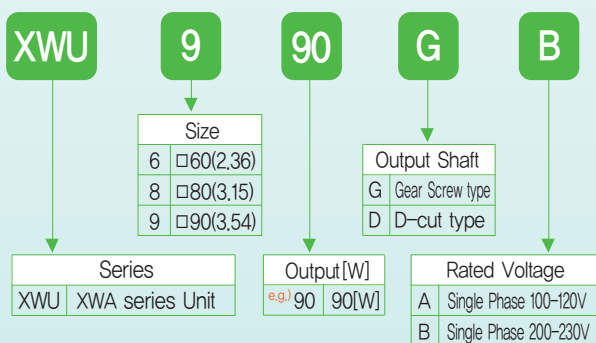 XWU 9 90 G B
Size
6 □60(2.36)
8 □80(3.15)
9 □90(3.54)
Output Shaft
G Gear Screw type
D D-cut type
Series
XWU XWA series Unit
Output[W]
e.g.) 90 90[W]
Rated Voltage
A Single Phase 100-120V
B Single Phase 200-230V